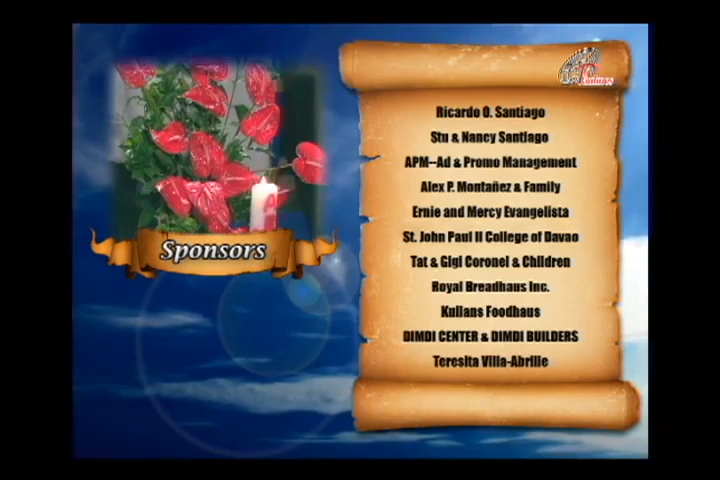 Sponsors
Ricardo O. Santiago
Stu & Nancy Santiago
APM--Ad & Promo Management
Alex P. Montañez & Family
Ernie and Mercy Evangelista
St. John Paul II College of Davao
Tat & Gigi Coronel & Children
Royal Breadhaus Inc.
Kulians Foodhaus
DIMDI CENTER & DIMDI BUILDERS
Teresita Villa-Abrille